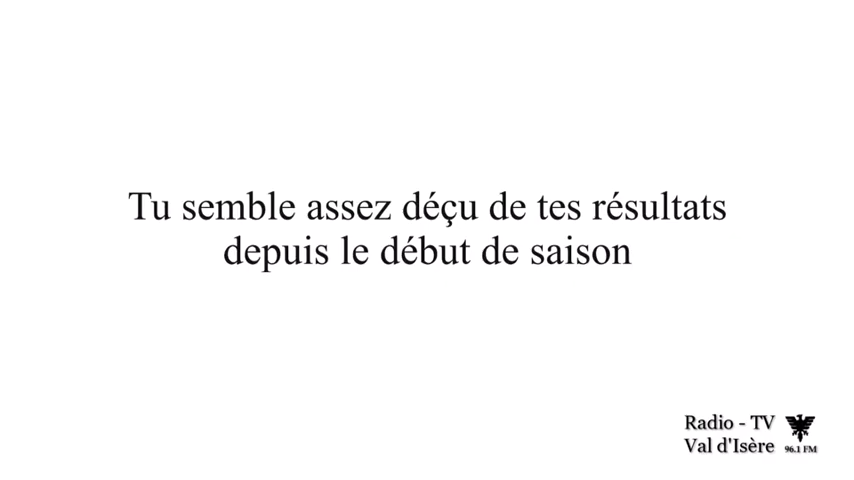 Tu semble assez déçu de tes résultats
depuis le début de saison
Radio - TV
Val d'Isère
96.1 FM